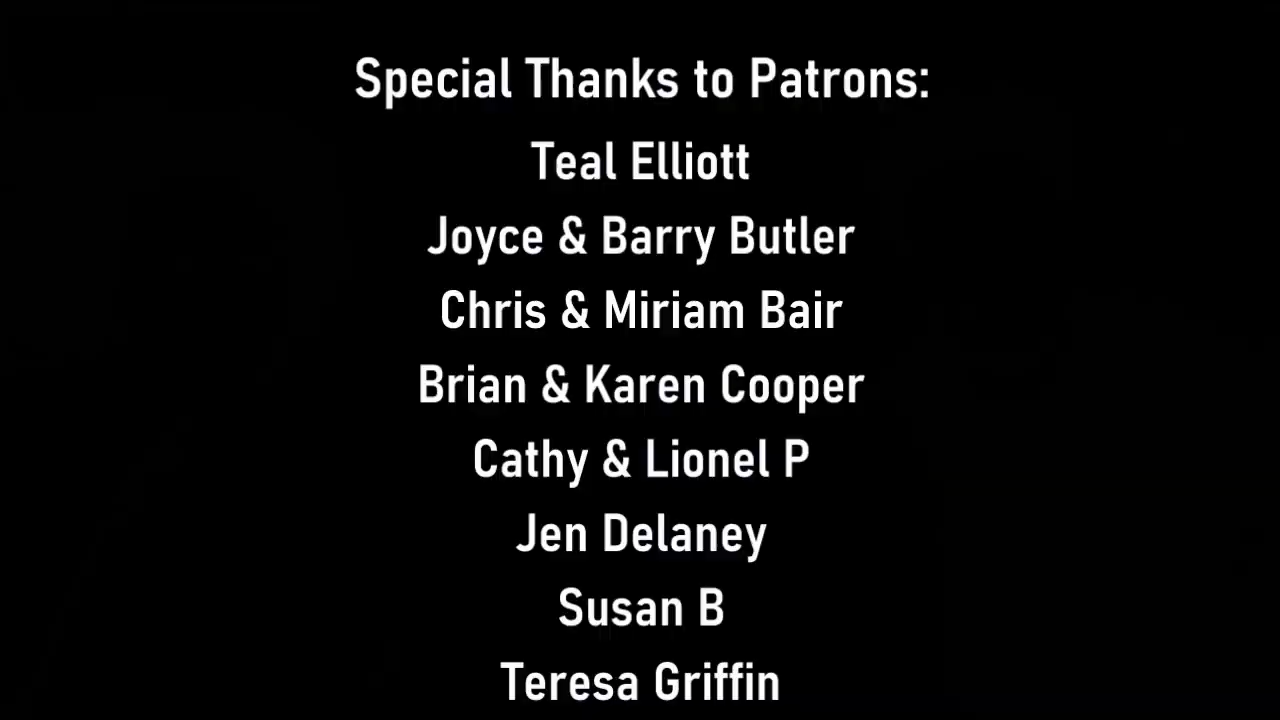 Special Thanks to Patrons:
Teal Elliott
Joyce & Barry Butler
Chris & Miriam Bair
Brian & Karen Cooper
Cathy & Lionel P
Jen Delaney
Susan B
Teresa Griffin